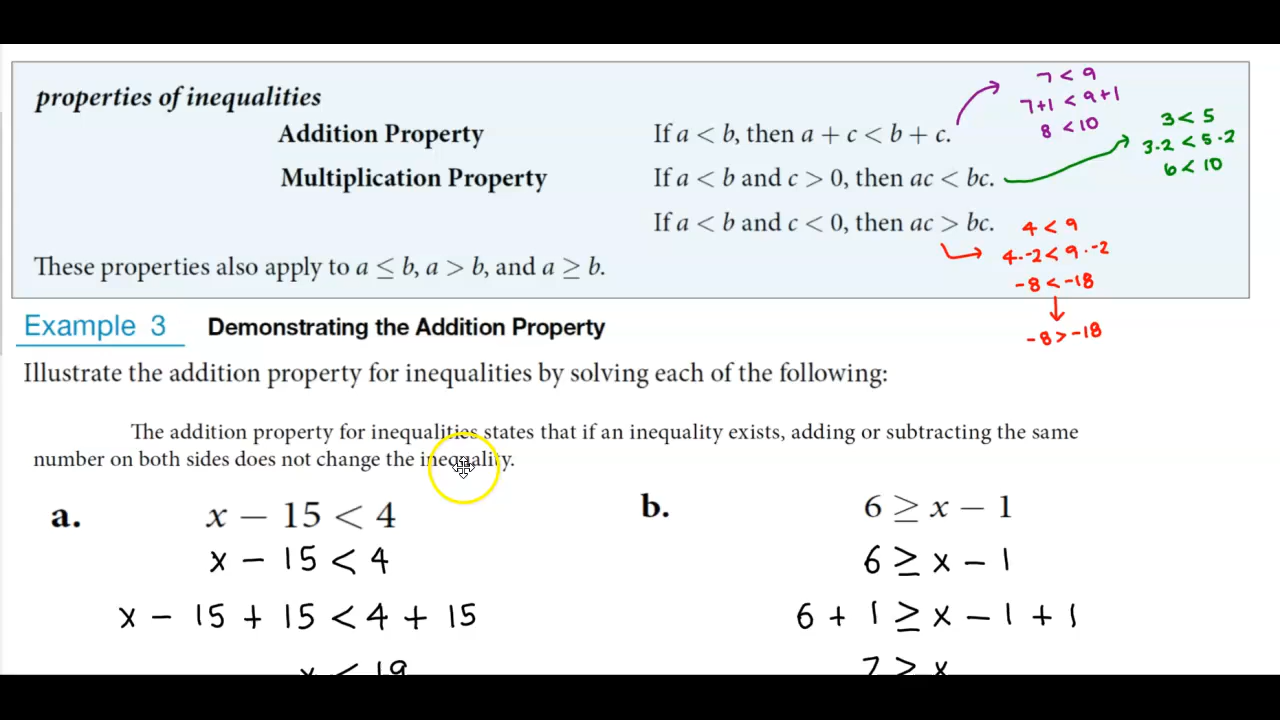 properties of inequalities
Addition Property If a < b, then a + c < b + c.
Multiplication Property If a < b and c > 0, then ac < bc.
If a < b and c < 0, then ac > bc.
These properties also apply to a ≤ b, a > b, and a ≥ b.
7 < 9
7+1 < 9+1
8 < 10
3 < 5
3·2 < 5·2
6 < 10
4 < 9
4·-2 < 9·-2
-8 < -18
-8 > -18
Example 3 Demonstrating the Addition Property
Illustrate the addition property for inequalities by solving each of the following:
The addition property for inequalities states that if an inequality exists, adding or subtracting the same
number on both sides does not change the inequality.
a. x − 15 < 4
x − 15 < 4
x − 15 + 15 < 4 + 15
x < 19
b. 6 ≥ x − 1
6 ≥ x − 1
6 + 1 ≥ x − 1 + 1
7 ≥ x